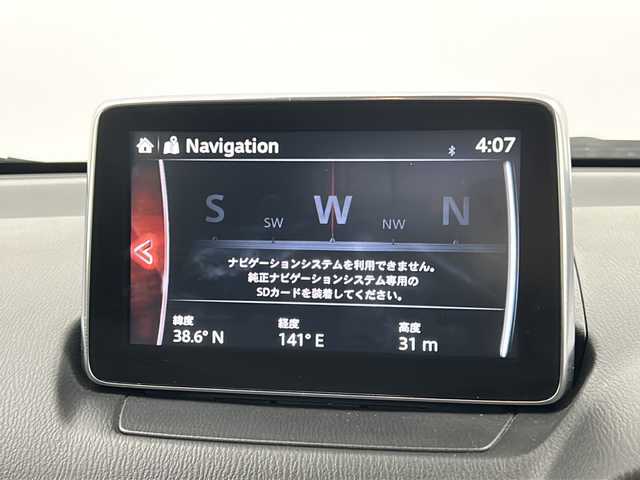 Navigation 4:07
S SW W NW N
ナビゲーションシステムを利用できません。
純正ナビゲーションシステム専用の
SDカードを装着してください。
緯度 経度 高度
38.6° N 141° E 31 m